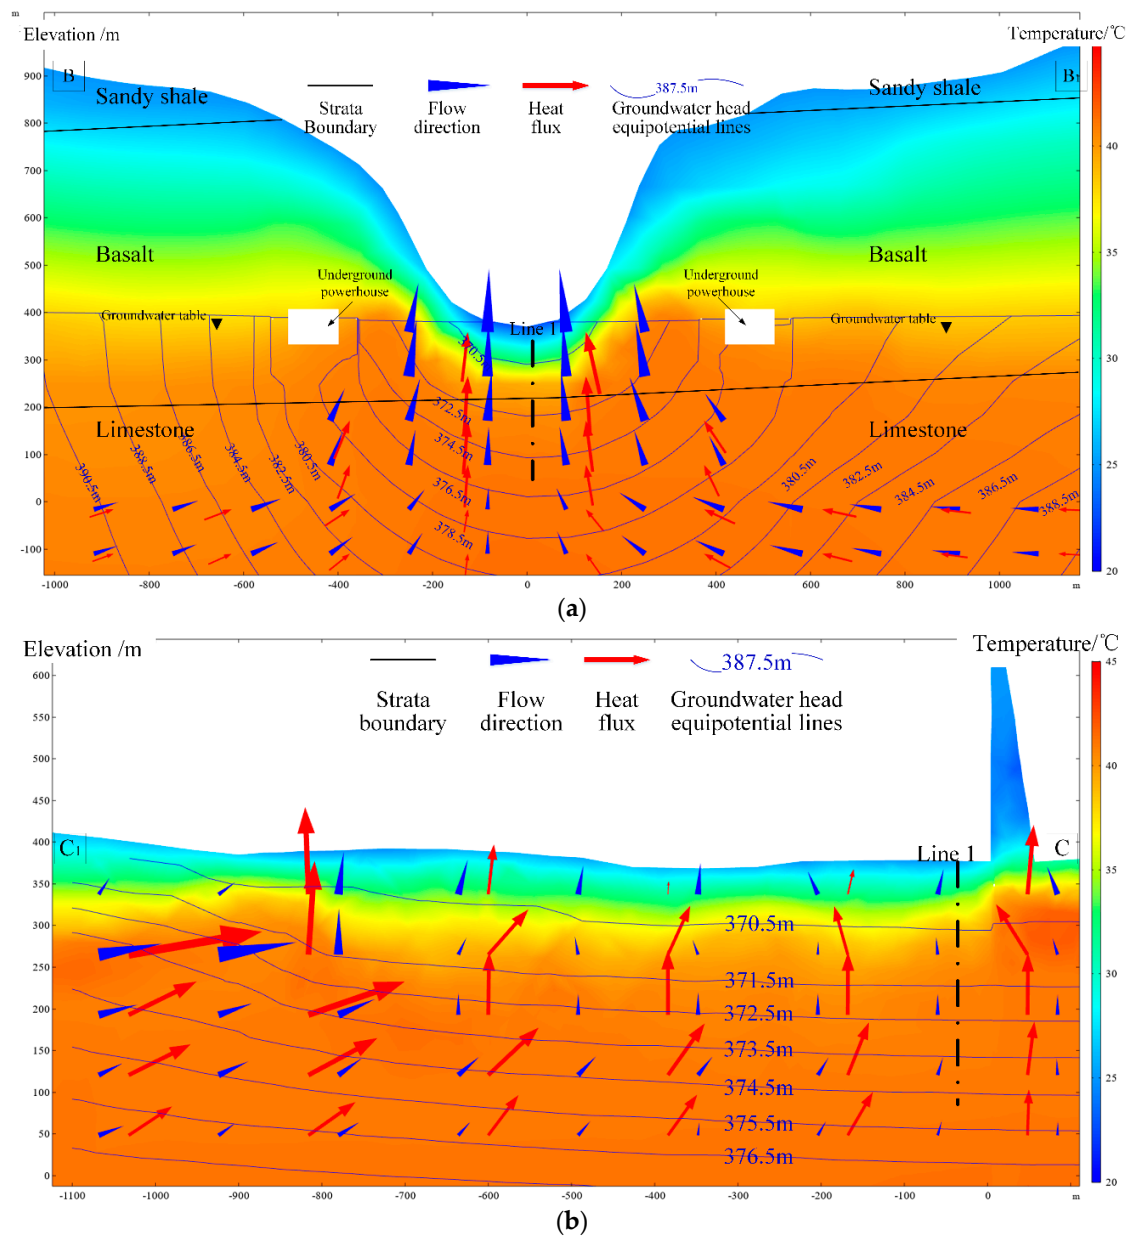 m
Elevation /m
Temperature/℃
B
B₁
Sandy shale
Sandy shale
Strata
Boundary
Flow
direction
Heat
flux
387.5m
Groundwater head
equipotential lines
900
800
700
600
500
400
300
200
100
0
-100
Basalt
Basalt
Underground
powerhouse
Underground
powerhouse
Groundwater table
Groundwater table
Line 1
370.5m
372.5m
374.5m
376.5m
378.5m
Limestone
Limestone
390.5m
388.5m
386.5m
384.5m
382.5m
380.5m
380.5m
382.5m
384.5m
386.5m
388.5m
40
35
30
25
20
-1000
-800
-600
-400
-200
0
200
400
600
800
1000
m
(a)
Elevation /m
Temperature/℃
45
40
35
30
25
20
387.5m
Strata
boundary
Flow
direction
Heat
flux
Groundwater head
equipotential lines
600
550
500
450
400
350
300
250
200
150
100
50
0
C₁
C
Line 1
370.5m
371.5m
372.5m
373.5m
374.5m
375.5m
376.5m
-1100
-1000
-900
-800
-700
-600
-500
-400
-300
-200
-100
0
m
(b)